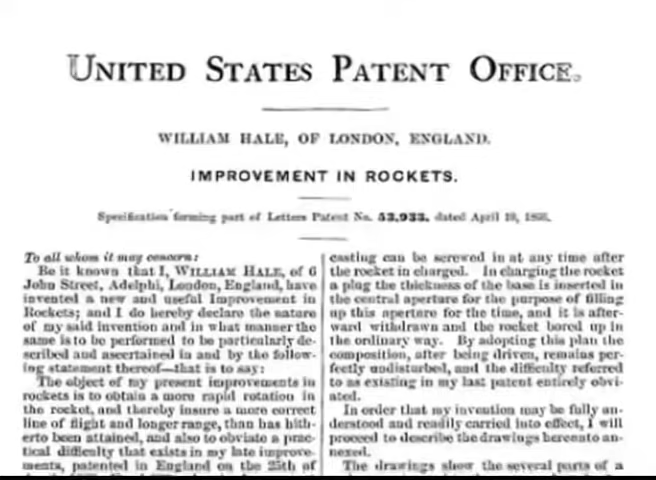 UNITED STATES PATENT OFFICE.
WILLIAM HALE, OF LONDON, ENGLAND.
IMPROVEMENT IN ROCKETS.
Specification forming part of Letters Patent No. 53,933, dated April
To all whom it may concern:
Be it known that I, WILLIAM HALE, of 6
John Street, Adelphi, London, England, have
invented a new and useful Improvement in
Rockets; and I do hereby declare the nature
of my said invention and in what manner the
same is to be performed to be particularly de-
scribed and ascertained in and by the follow-
ing statement thereof—that is to say:
The object of my present improvements in
rockets is to obtain a more rapid rotation in
the rocket, and thereby insure a more correct
line of flight and longer range, than has hith-
erto been attained, and also to obviate a prac-
tical difficulty that exists in my late improve-
ments, patented in England on the 25th of
casting can be screwed in at any time after
the rocket in charged. In charging the rocket
a plug the thickness of the base is inserted in
the central aperture for the purpose of filling
up this aperture for the time, and it is after-
ward withdrawn and the rocket bored up in
the ordinary way. By adopting this plan the
composition, after being driven, remains per-
fectly undisturbed, and the difficulty referred
to as existing in my last patent entirely obvi-
ated.
In order that my invention may be fully un-
derstood and readily carried into effect, I will
proceed to describe the drawings hereunto an-
nexed.
The drawings show the several parts of a